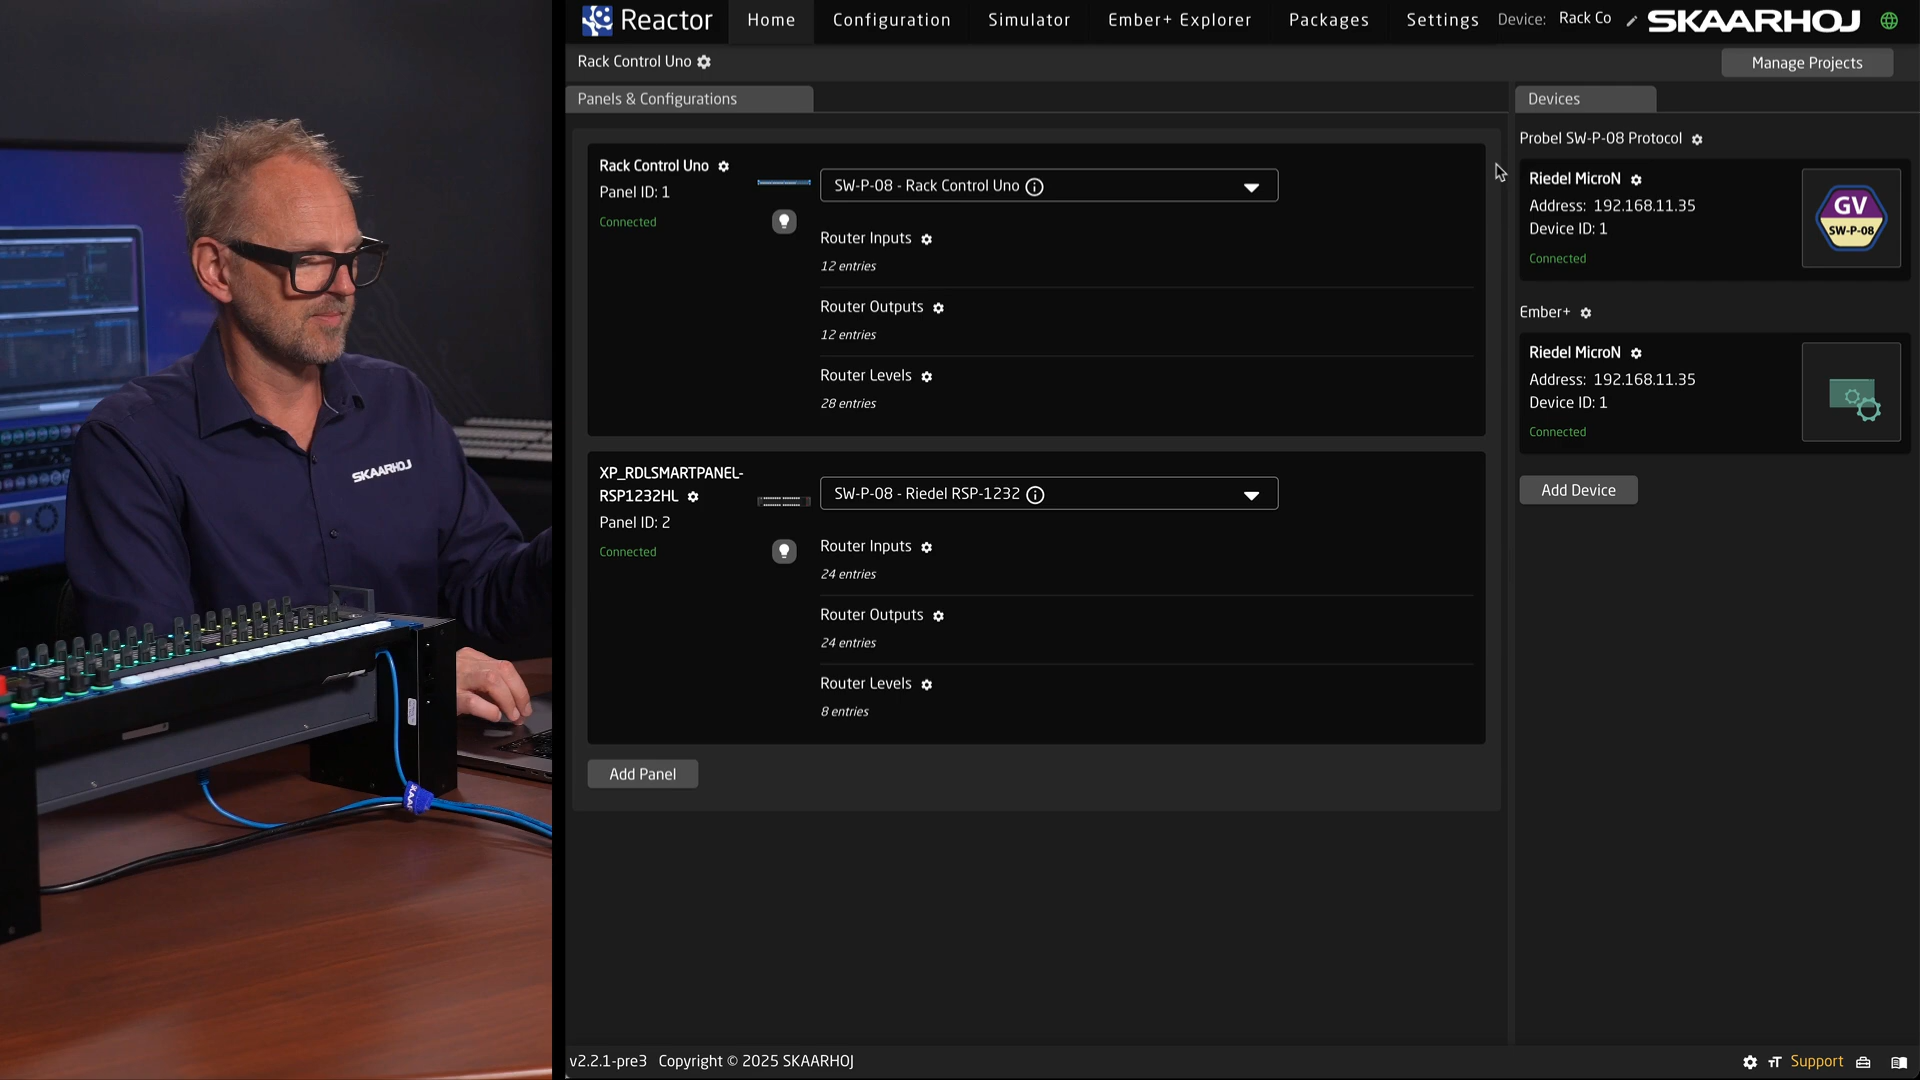 Reactor
Home
Configuration
Simulator
Ember+ Explorer
Packages
Settings
Device: Rack Co
SKAARHOJ
Rack Control Uno
Manage Projects
Panels & Configurations
Devices
Rack Control Uno
Panel ID: 1
Connected
SW-P-08 - Rack Control Uno
Router Inputs
12 entries
Router Outputs
12 entries
Router Levels
28 entries
XP_RDLSMARTPANEL-
RSP1232HL
Panel ID: 2
Connected
SW-P-08 - Riedel RSP-1232
Router Inputs
24 entries
Router Outputs
24 entries
Router Levels
8 entries
Add Panel
Probel SW-P-08 Protocol
Riedel MicroN
Address: 192.168.11.35
Device ID: 1
Connected
GV
SW-P-08
Ember+
Riedel MicroN
Address: 192.168.11.35
Device ID: 1
Connected
Add Device
SKAARHOJ
v2.2.1-pre3 Copyright © 2025 SKAARHOJ
Support